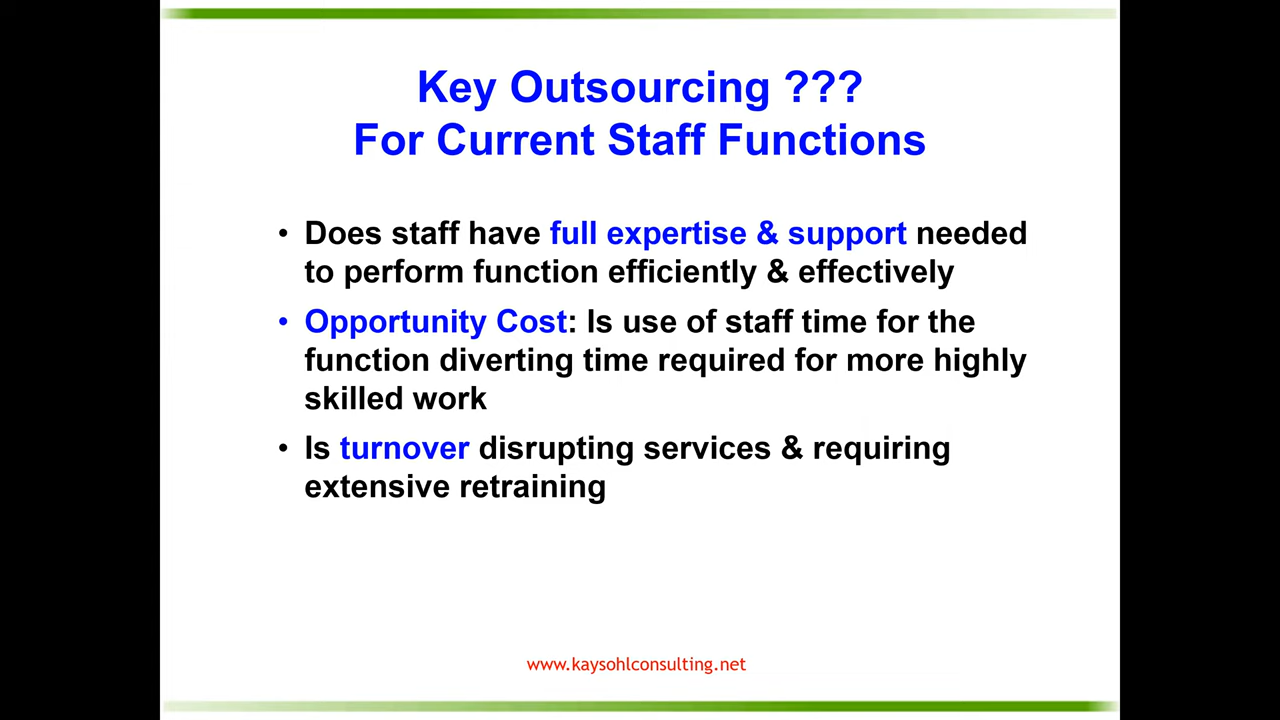 Key Outsourcing ???
For Current Staff Functions
• Does staff have full expertise & support needed
to perform function efficiently & effectively
• Opportunity Cost: Is use of staff time for the
function diverting time required for more highly
skilled work
• Is turnover disrupting services & requiring
extensive retraining
www.kaysohlconsulting.net